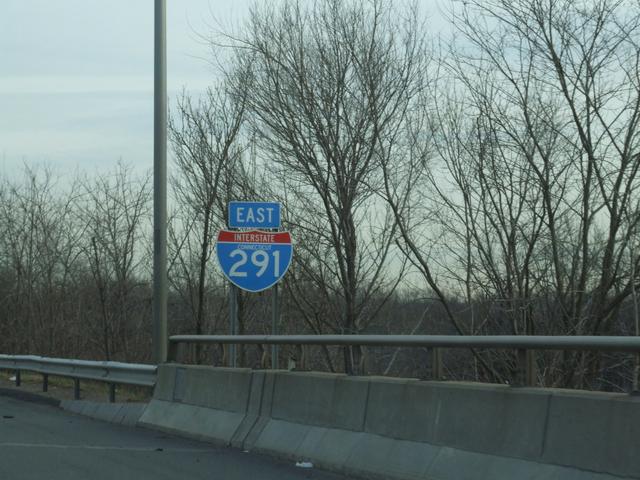 EAST
INTERSTATE
CONNECTICUT
291